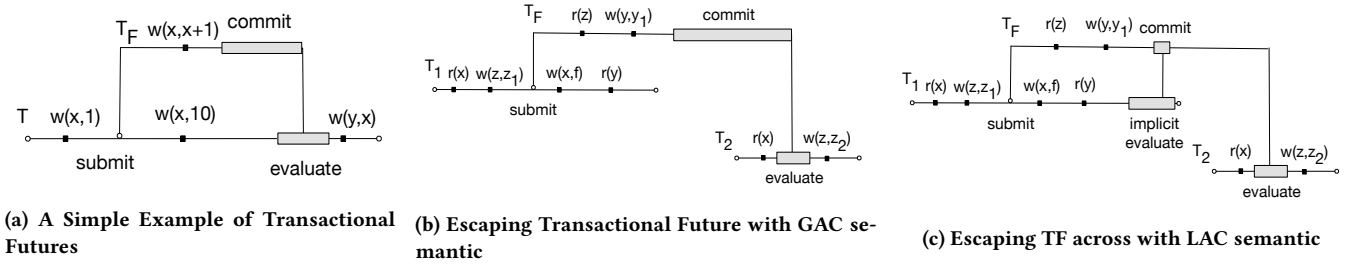 T_F w(x,x+1) commit
T w(x,1) w(x,10) w(y,x)
submit evaluate
(a) A Simple Example of Transactional
Futures
T_F r(z) w(y,y_1) commit
T_1 r(x) w(z,z_1) w(x,f) r(y)
submit
T_2 r(x) w(z,z_2)
evaluate
(b) Escaping Transactional Future with GAC se-
mantic
T_F r(z) w(y,y_1) commit
T_1 r(x) w(z,z_1) w(x,f) r(y)
submit implicit
evaluate
T_2 r(x) w(z,z_2)
evaluate
(c) Escaping TF across with LAC semantic